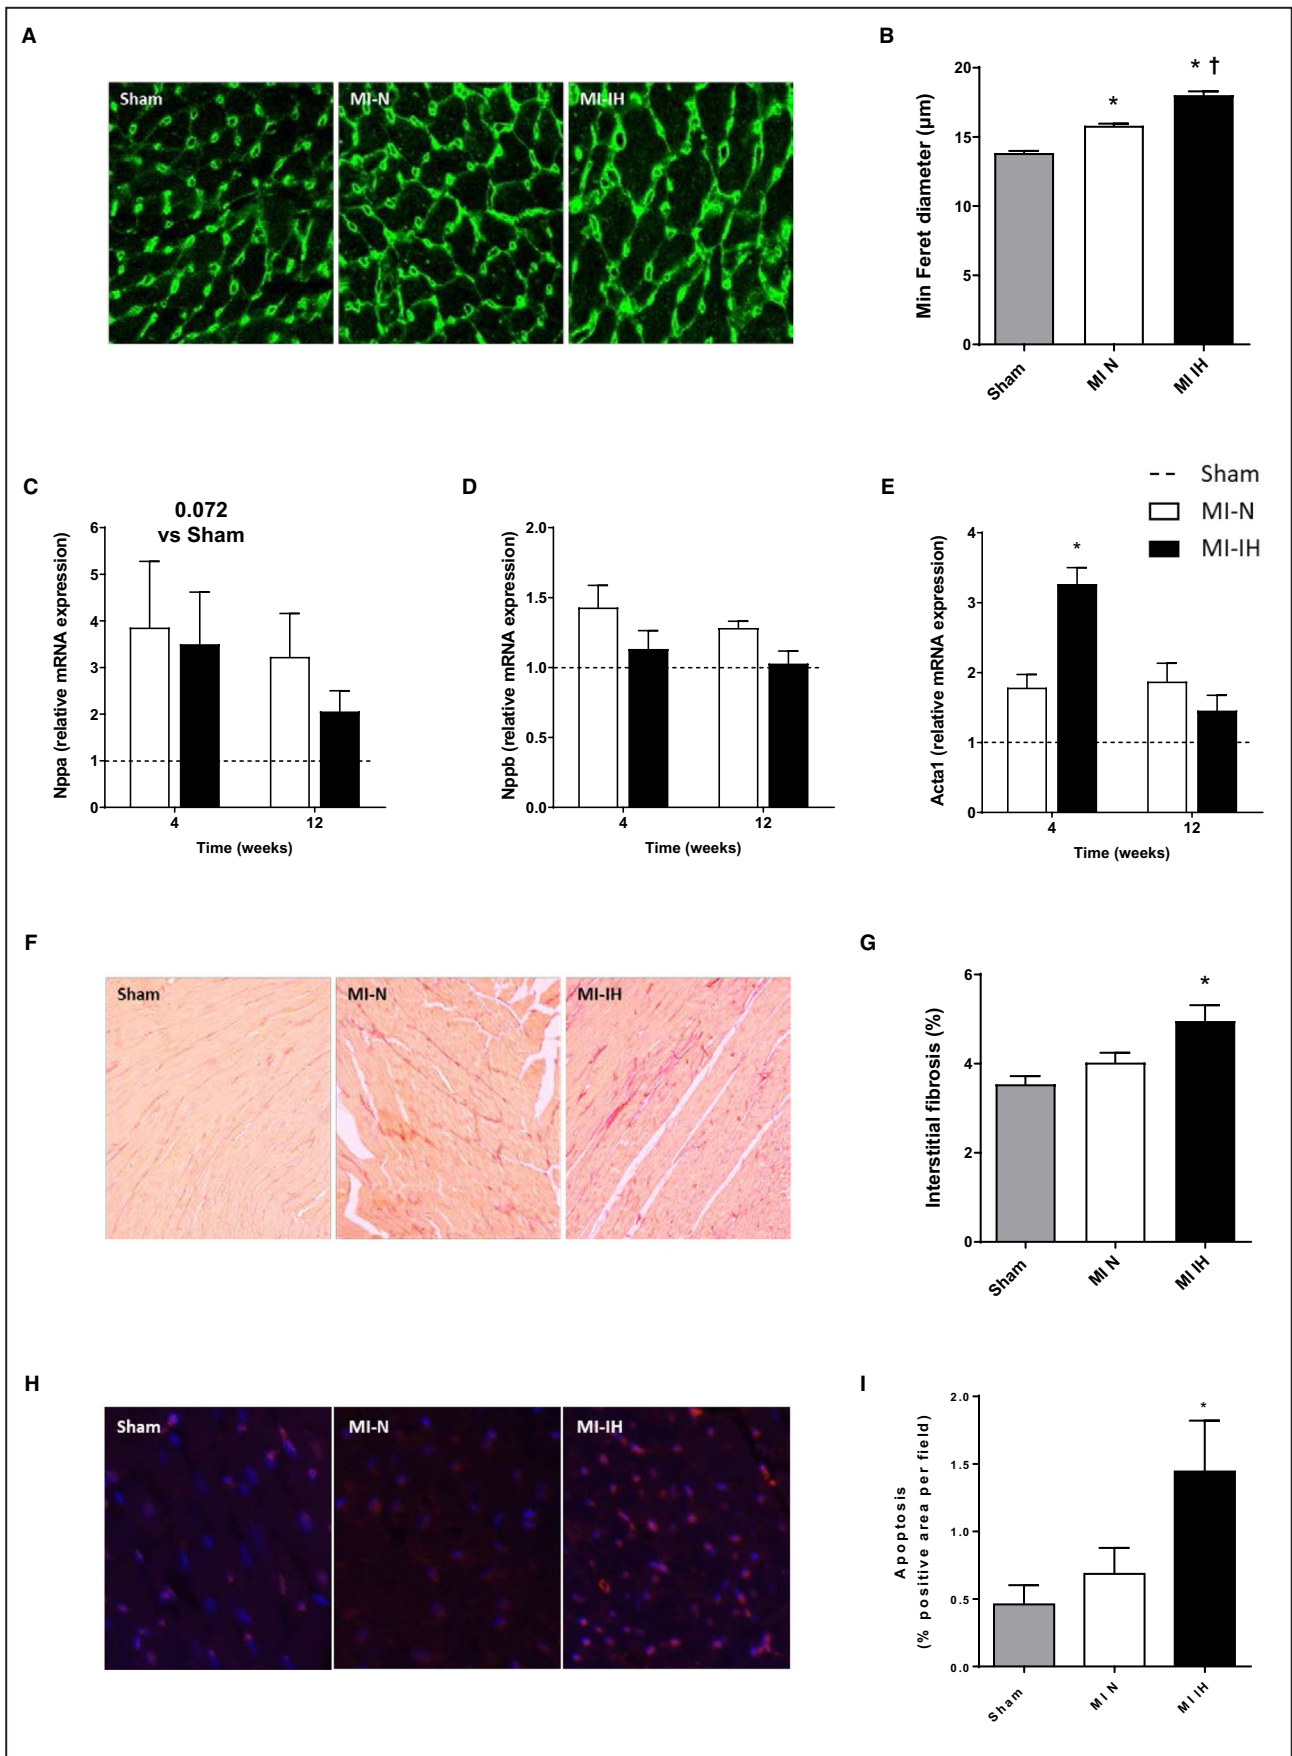 A
Sham
MI-N
MI-IH
B
Min Feret diameter (µm)
20
15
10
5
0
* 
* †
Sham
MI N
MI IH
C
0.072
vs Sham
Nppa (relative mRNA expression)
6
5
4
3
2
1
0
4
12
Time (weeks)
D
Nppb (relative mRNA expression)
2.0
1.5
1.0
0.5
0.0
4
12
Time (weeks)
E
Sham
MI-N
MI-IH
Acta1 (relative mRNA expression)
4
3
2
1
0
*
4
12
Time (weeks)
F
Sham
MI-N
MI-IH
G
Interstitial fibrosis (%)
6
4
2
0
*
Sham
MI N
MI IH
H
Sham
MI-N
MI-IH
I
Apoptosis
(% positive area per field)
2.0
1.5
1.0
0.5
0.0
*
Sham
MI N
MI IH